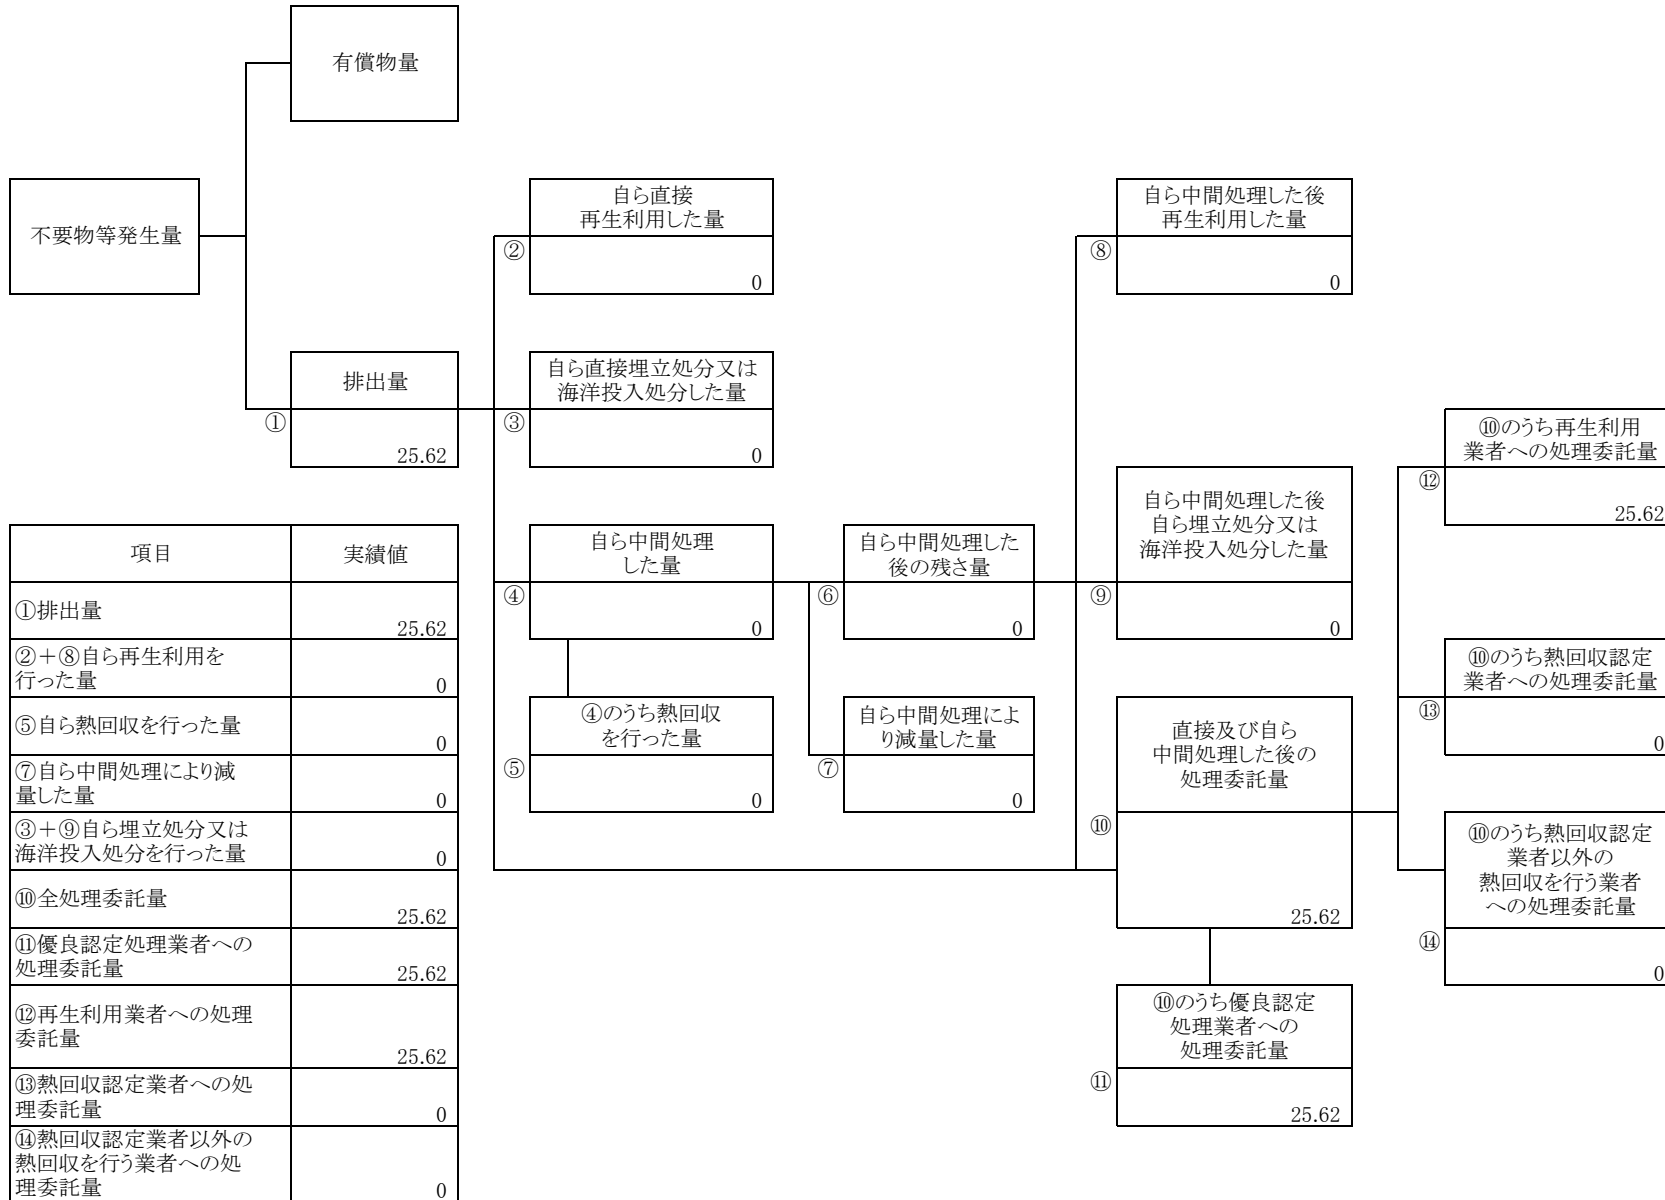 有償物量
不要物等発生量
自ら直接
再生利用した量
②
0
自ら中間処理した後
再生利用した量
⑧
0
排出量
①
25.62
自ら直接埋立処分又は
海洋投入処分した量
③
0
⑩のうち再生利用
業者への処理委託量
⑫
25.62
自ら中間処理した後
自ら埋立処分又は
海洋投入処分した量
⑨
0
自ら中間処理
した量
④
0
自ら中間処理した
後の残さ量
⑥
0
⑩のうち熱回収認定
業者への処理委託量
⑬
0
④のうち熱回収
を行った量
⑤
0
自ら中間処理によ
り減量した量
⑦
0
直接及び自ら
中間処理した後の
処理委託量
⑩
25.62
⑩のうち熱回収認定
業者以外の
熱回収を行う業者
への処理委託量
⑭
0
⑩のうち優良認定
処理業者への
処理委託量
⑪
25.62
項目 実績値
①排出量
25.62
②+⑧自ら再生利用を
行った量
0
⑤自ら熱回収を行った量
0
⑦自ら中間処理により減
量した量
0
③+⑨自ら埋立処分又は
海洋投入処分を行った量
0
⑩全処理委託量
25.62
⑪優良認定処理業者への
処理委託量
25.62
⑫再生利用業者への処理
委託量
25.62
⑬熱回収認定業者への処
理委託量
0
⑭熱回収認定業者以外の
熱回収を行う業者への処
理委託量
0